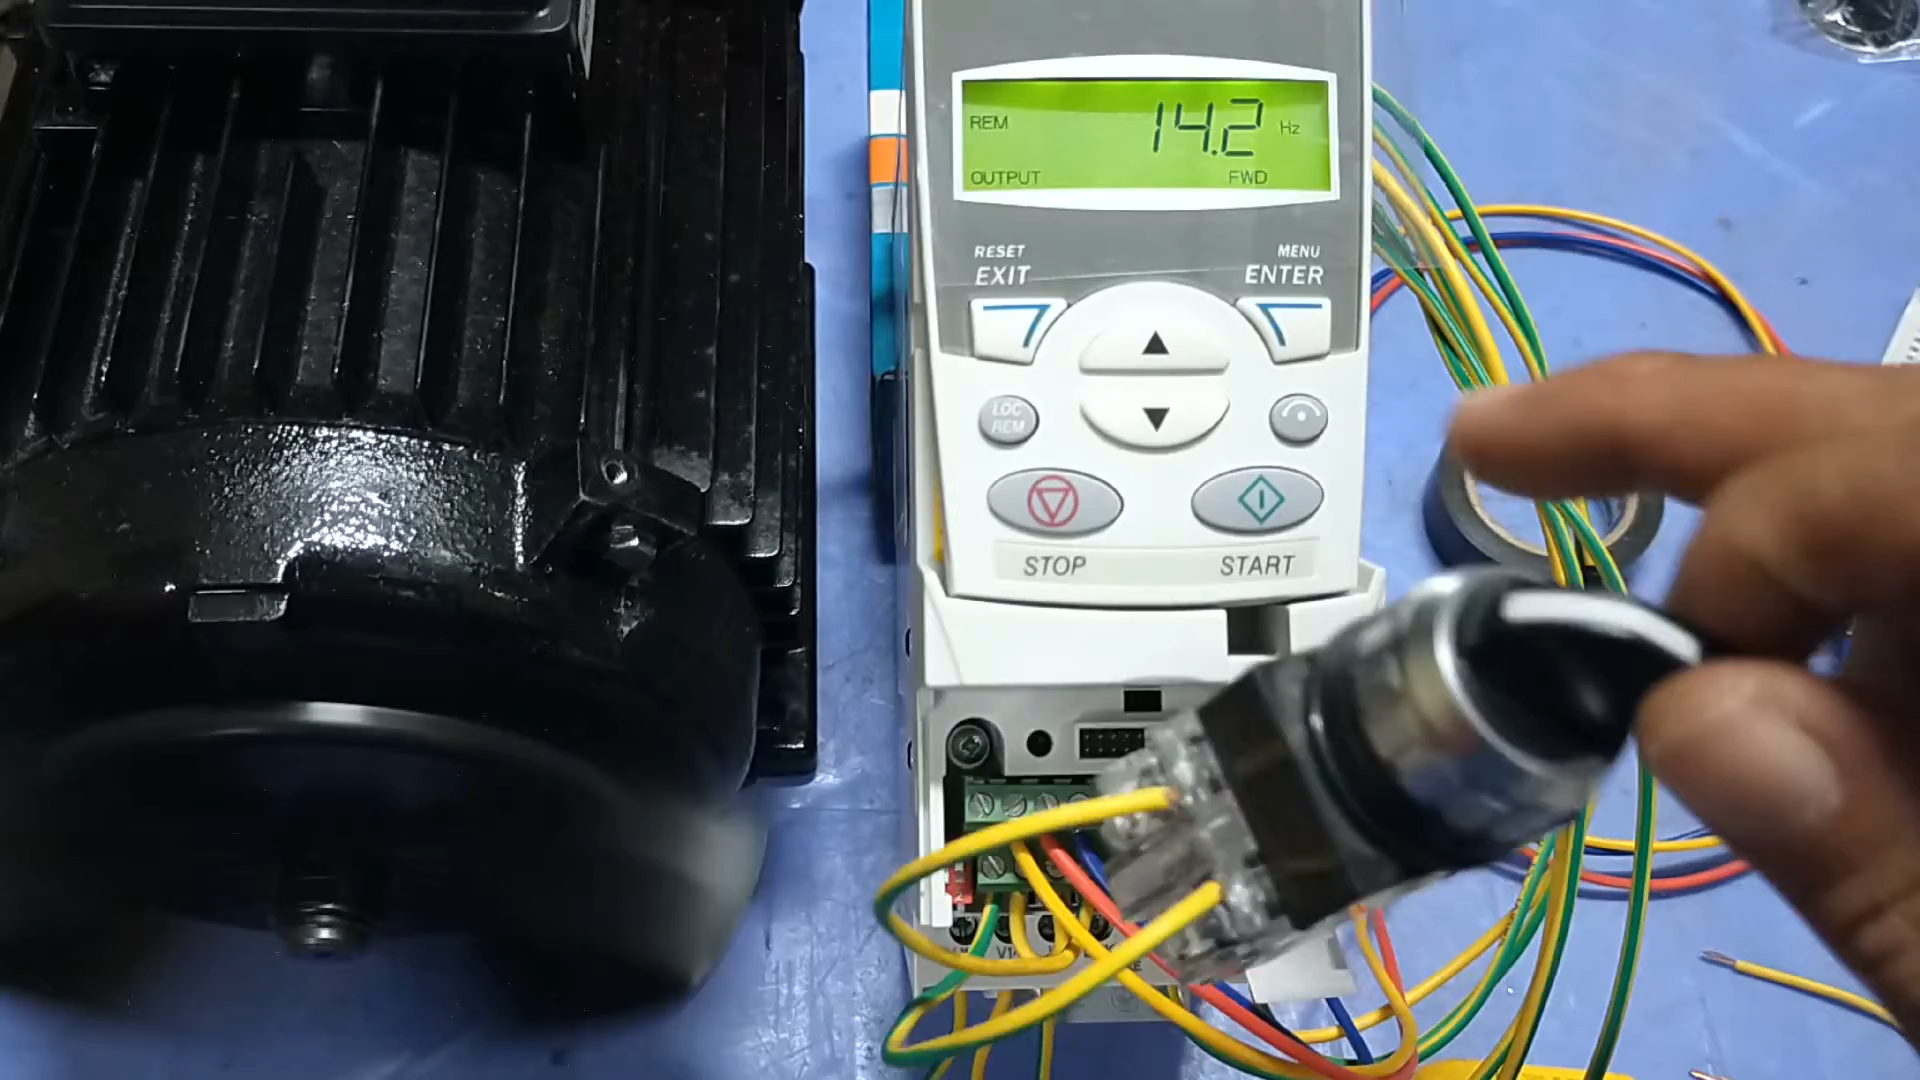 REM 14.2 Hz
OUTPUT FWD
RESET MENU
EXIT ENTER
LOC
REM
STOP START